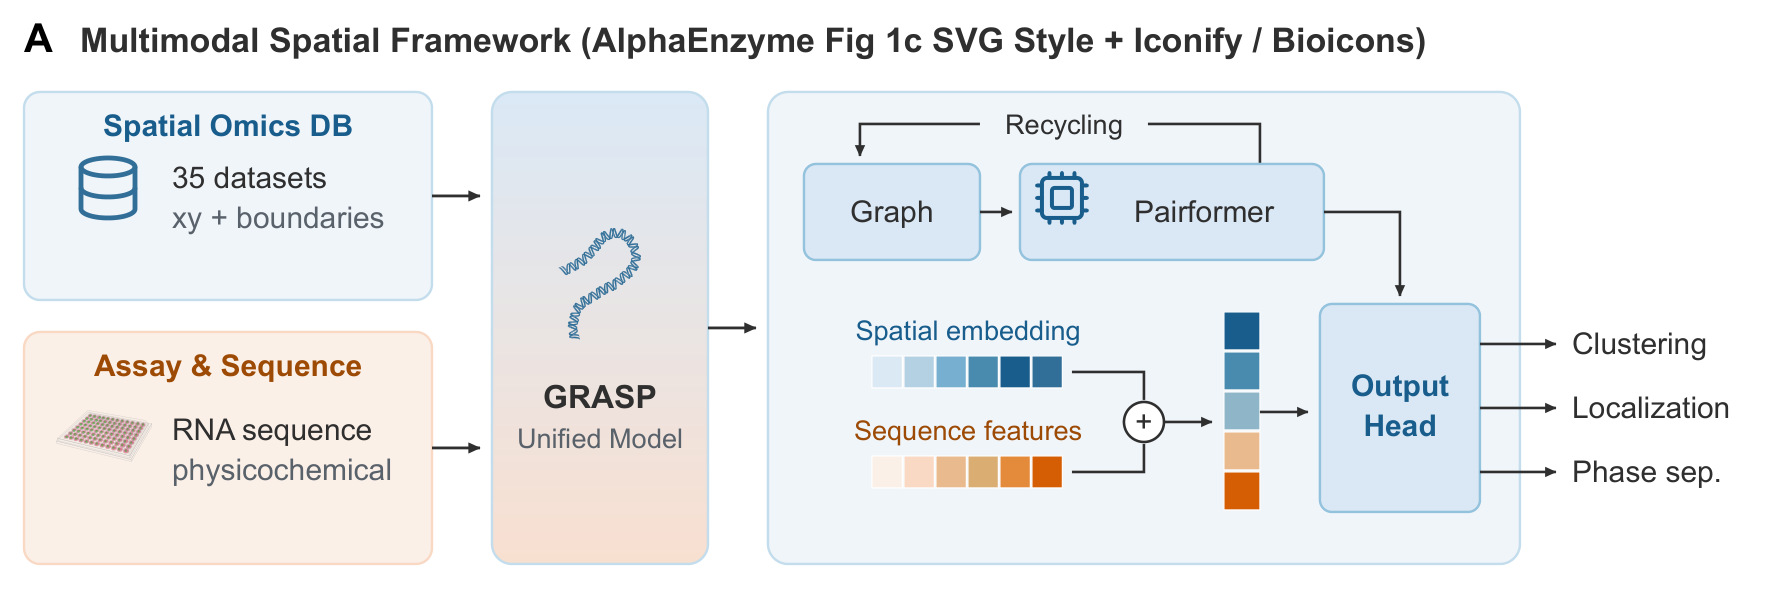 A Multimodal Spatial Framework (AlphaEnzyme Fig 1c SVG Style + Iconify / Bioicons)
Spatial Omics DB
35 datasets
xy + boundaries
Assay & Sequence
RNA sequence
physicochemical
GRASP
Unified Model
Recycling
Graph
Pairformer
Spatial embedding
Sequence features
+
Output
Head
Clustering
Localization
Phase sep.